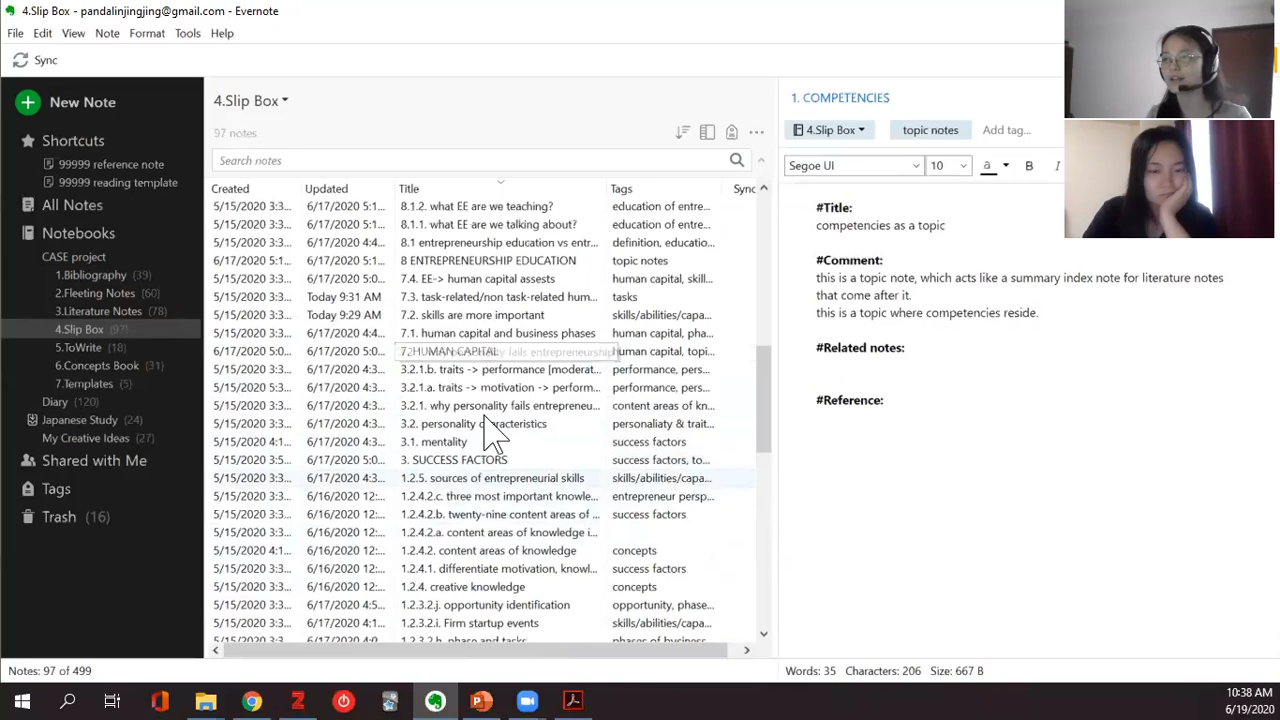 4.Slip Box - pandalinjingjing@gmail.com - Evernote
File Edit View Note Format Tools Help
Sync
New Note
Shortcuts
99999 reference note
99999 reading template
All Notes
Notebooks
CASE project
1.Bibliography (39)
2.Fleeting Notes (60)
3.Literature Notes (78)
4.Slip Box (97)
5.ToWrite (18)
6.Concepts Book (31)
7.Templates (5)
Diary (120)
Japanese Study (24)
My Creative Ideas (27)
Shared with Me
Tags
Trash (16)
4.Slip Box
97 notes
Search notes
Created Updated Title Tags Sync
5/15/2020 3:3... 6/17/2020 5:1... 8.1.2. what EE are we teaching? education of entre...
5/15/2020 3:3... 6/17/2020 5:1... 8.1.1. what EE are we talking about? education of entre...
5/15/2020 3:3... 6/17/2020 4:4... 8.1 entrepreneurship education vs entr... definition, educatio...
6/17/2020 5:1... 8 ENTREPRENEURSHIP EDUCATION topic notes
5/15/2020 3:3... 6/17/2020 5:0... 7.4. EE-> human capital assests human capital, skill...
5/15/2020 3:3... Today 9:31 AM 7.3. task-related/non task-related hum... tasks
5/15/2020 3:3... Today 9:29 AM 7.2. skills are more important skills/abilities/capa...
5/15/2020 3:3... 6/17/2020 4:4... 7.1. human capital and business phases human capital, pha...
6/17/2020 5:0... 7. HUMAN CAPITAL human capital, topi...
5/15/2020 3:3... 6/17/2020 4:3... 3.2.1.b. traits -> performance [moderat... performance, pers...
5/15/2020 3:3... 6/17/2020 4:3... 3.2.1.a. traits -> motivation -> perform... performance, pers...
5/15/2020 3:3... 6/17/2020 4:3... 3.2.1. why personality fails entrepreneu... content areas of kn...
5/15/2020 3:3... 6/17/2020 4:3... 3.2. personality characteristics personaliaty & trait...
5/15/2020 4:1... 6/17/2020 4:3... 3.1. mentality success factors
5/15/2020 3:5... 6/17/2020 5:0... 3. SUCCESS FACTORS success factors, to...
5/15/2020 3:3... 6/17/2020 4:3... 1.2.5. sources of entrepreneurial skills skills/abilities/capa...
5/15/2020 3:3... 6/16/2020 12:... 1.2.4.2.c. three most important knowle... entrepreneur persp...
5/15/2020 3:3... 6/16/2020 12:... 1.2.4.2.b. twenty-nine content areas of ... success factors
5/15/2020 3:3... 6/16/2020 12:... 1.2.4.2.a. content areas of knowledge i...
5/15/2020 4:1... 6/16/2020 12:... 1.2.4.2. content areas of knowledge concepts
5/15/2020 3:3... 6/16/2020 12:... 1.2.4.1. differentiate motivation, knowl... success factors
5/15/2020 3:3... 6/16/2020 12:... 1.2.4. creative knowledge concepts
5/15/2020 3:3... 6/17/2020 4:5... 1.2.3.2.j. opportunity identification opportunity, phase...
5/15/2020 3:3... 6/17/2020 4:1... 1.2.3.2.i. Firm startup events skills/abilities/capa...
5/15/2020 3:3... 1.2.3.2.h. phase and tasks phases of business...
Notes: 97 of 499
1. COMPETENCIES
4.Slip Box topic notes Add tag...
Segoe UI 10 a B I
#Title:
competencies as a topic
#Comment:
this is a topic note, which acts like a summary index note for literature notes
that come after it.
this is a topic where competencies reside.
#Related notes:
#Reference:
Words: 35 Characters: 206 Size: 667 B
10:38 AM
6/19/2020